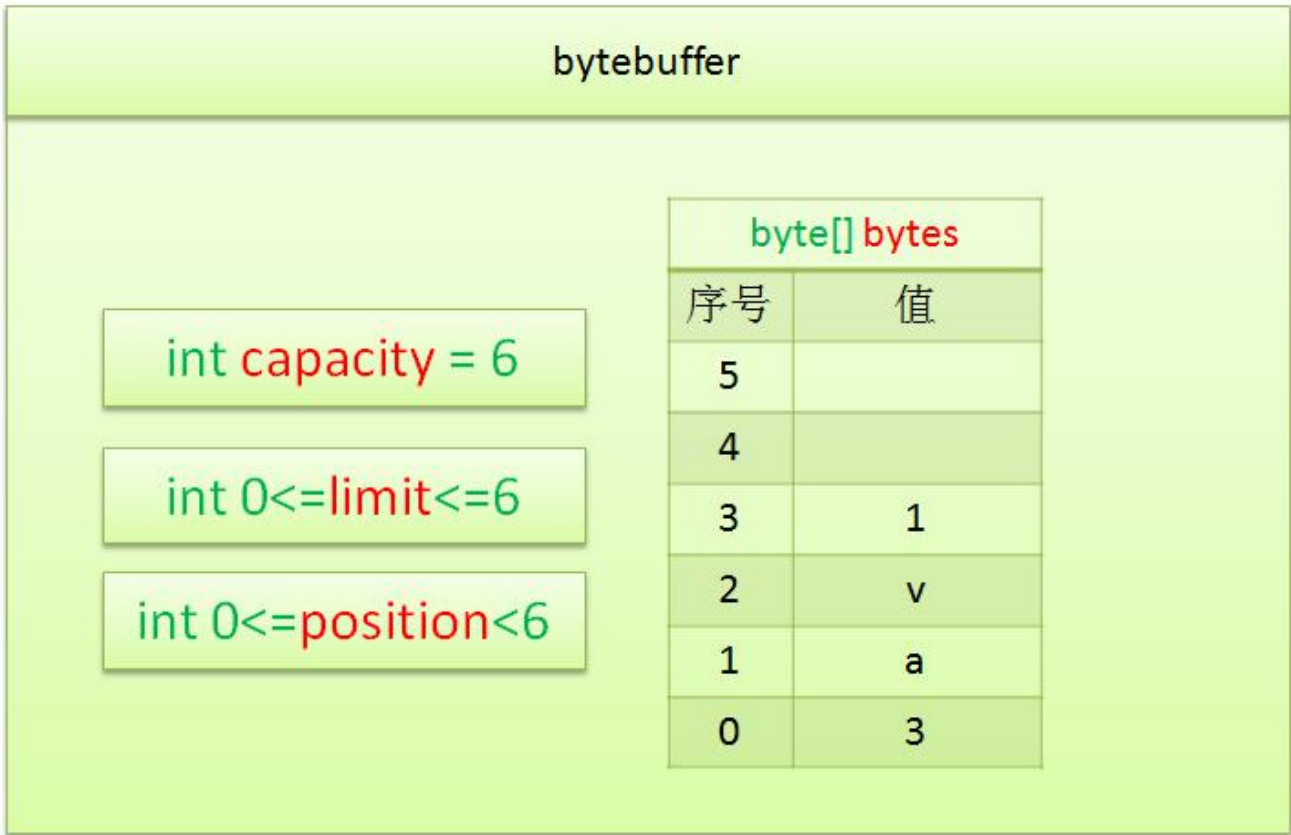 bytebuffer
int capacity = 6
int 0<=limit<=6
int 0<=position<6
byte[] bytes
序号 值
5
4
3 1
2 v
1 a
0 3